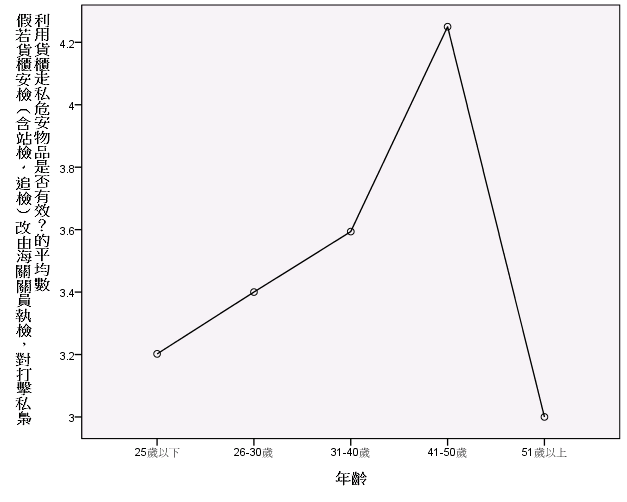 假若貨櫃安檢（含站檢，追檢）改由海關關員執檢，對打擊私梟
利用貨櫃走私危安物品是否有效？的平均數
4.2
4
3.8
3.6
3.4
3.2
3
25歲以下
26-30歲
31-40歲
41-50歲
51歲以上
年齡